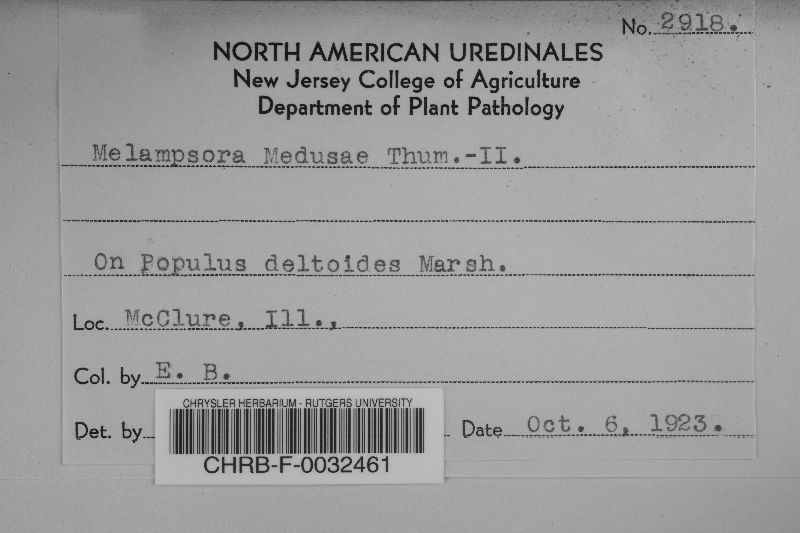 No. 2918.
NORTH AMERICAN UREDINALES
New Jersey College of Agriculture
Department of Plant Pathology
Melampsora Medusae Thum.-II.
On Populus deltoides Marsh.
Loc. McClure, Ill.,
Col. by E. B.
Det. by
Date Oct. 6, 1923.
CHRYSLER HERBARIUM - RUTGERS UNIVERSITY
CHRB-F-0032461